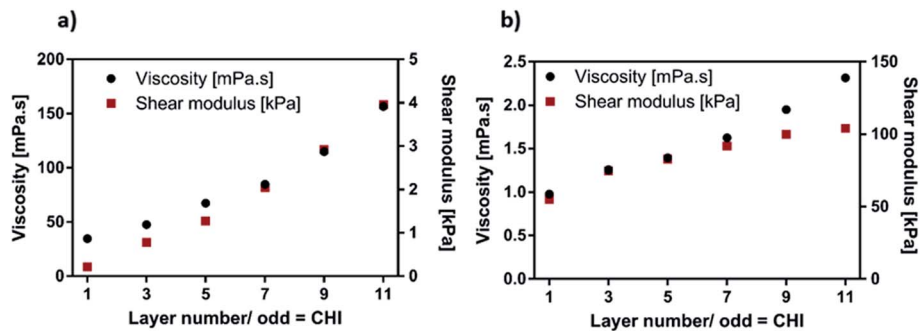 a)
200
150
100
50
0
Viscosity [mPa.s]
Viscosity [mPa.s]
Shear modulus [kPa]
5
4
3
2
1
0
Shear modulus [kPa]
1 3 5 7 9 11
Layer number/ odd = CHI
b)
2.5
2.0
1.5
1.0
0.5
0.0
Viscosity [mPa.s]
Viscosity [mPa.s]
Shear modulus [kPa]
150
100
50
0
Shear modulus [kPa]
1 3 5 7 9 11
Layer number/ odd = CHI